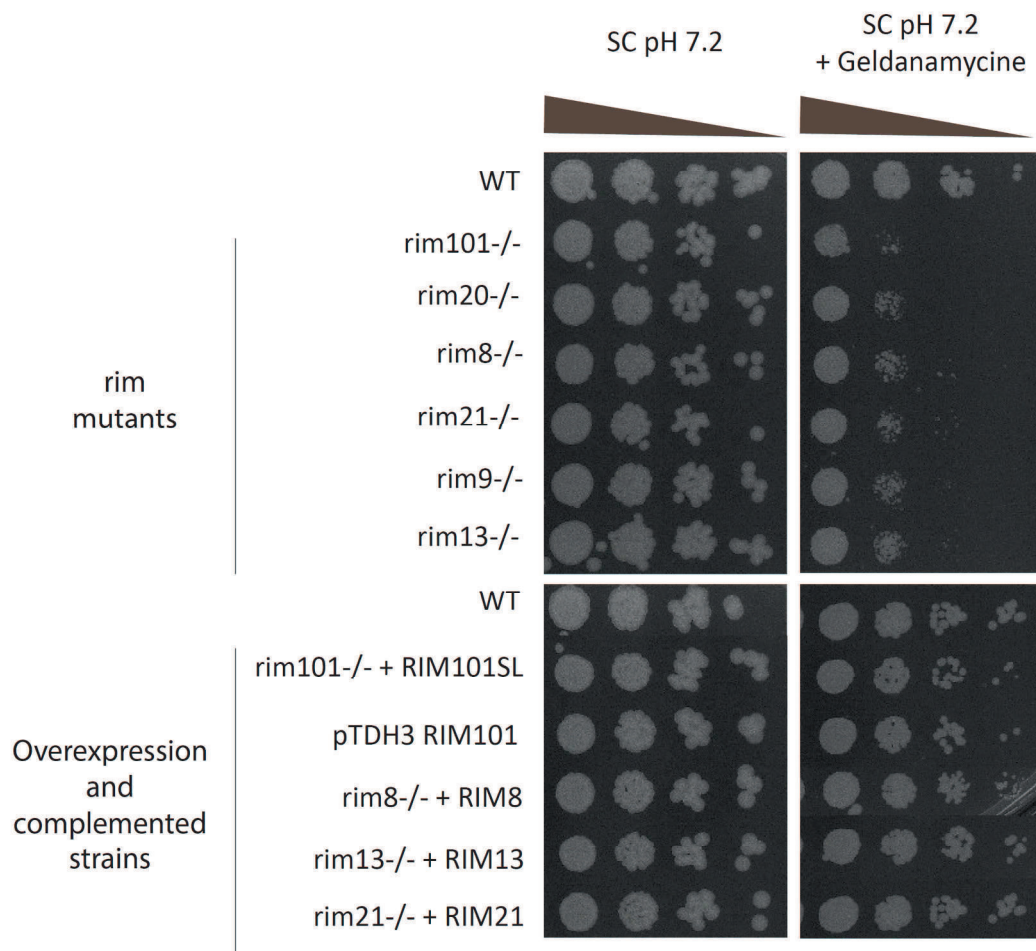 SC pH 7.2
SC pH 7.2
+ Geldanamycine
WT
rim101-/-
rim20-/-
rim8-/-
rim21-/-
rim9-/-
rim13-/-
rim
mutants
WT
rim101-/- + RIM101SL
pTDH3 RIM101
rim8-/- + RIM8
rim13-/- + RIM13
rim21-/- + RIM21
Overexpression
and
complemented
strains